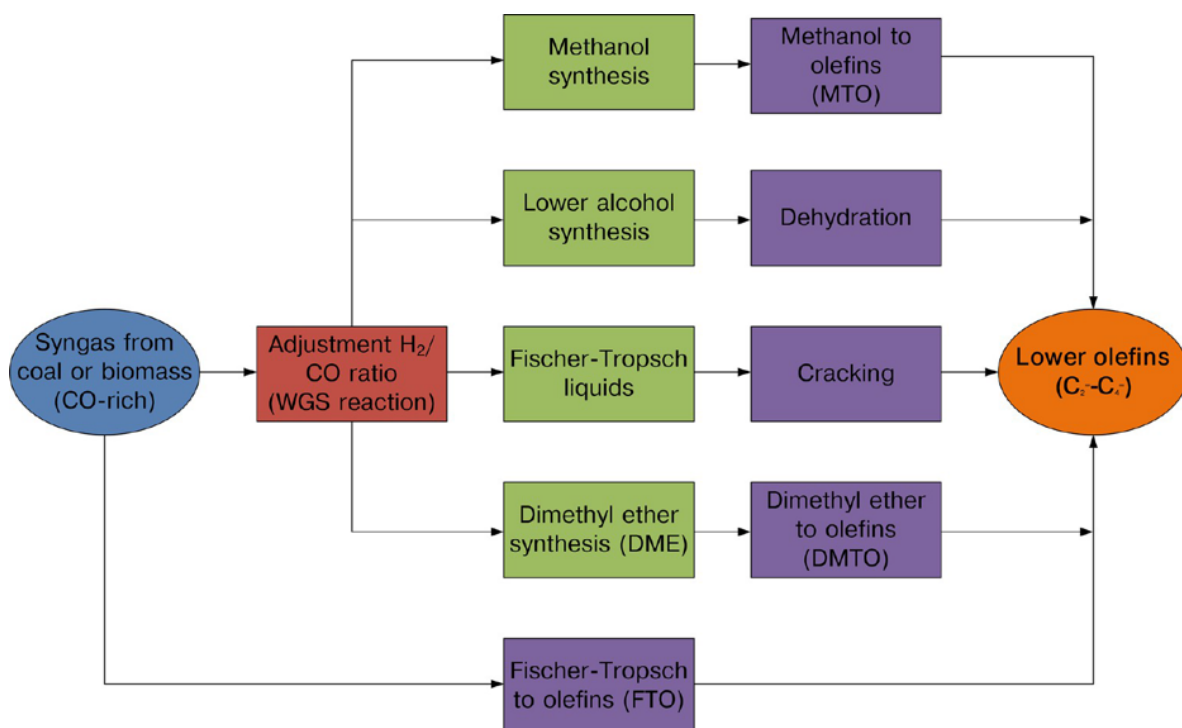 Methanol
synthesis
Methanol to
olefins
(MTO)
Lower alcohol
synthesis
Dehydration
Syngas from
coal or biomass
(CO-rich)
Adjustment H₂/
CO ratio
(WGS reaction)
Fischer-Tropsch
liquids
Cracking
Lower olefins
(C₂⁼-C₄⁼)
Dimethyl ether
synthesis (DME)
Dimethyl ether
to olefins
(DMTO)
Fischer-Tropsch
to olefins (FTO)